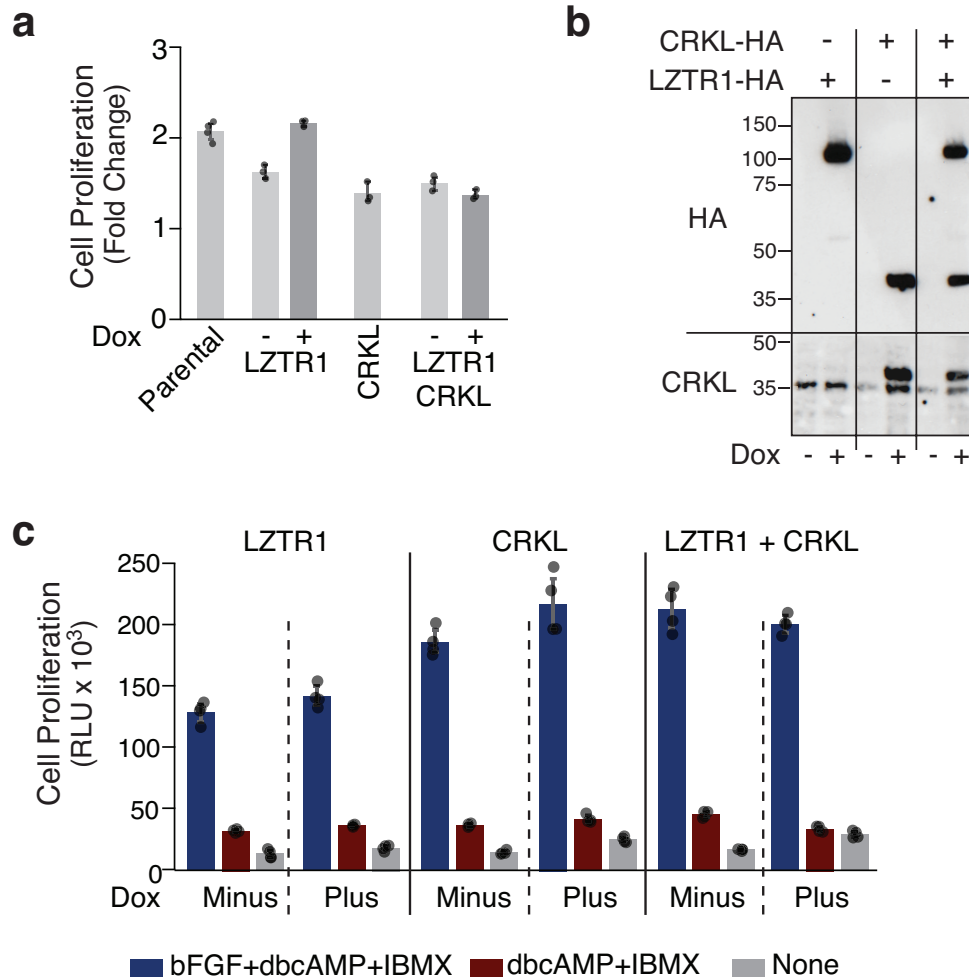 a
Cell Proliferation
(Fold Change)
3
2
1
0
Dox
- +
- +
Parental
LZTR1
CRKL
LZTR1
CRKL
b
CRKL-HA - + +
LZTR1-HA + - +
HA
150
100
75
50
35
CRKL
50
35
Dox - + - + - +
c
LZTR1 CRKL LZTR1 + CRKL
Cell Proliferation
(RLU x 10³)
250
200
150
100
50
0
Dox Minus Plus Minus Plus Minus Plus
bFGF+dbcAMP+IBMX dbcAMP+IBMX None